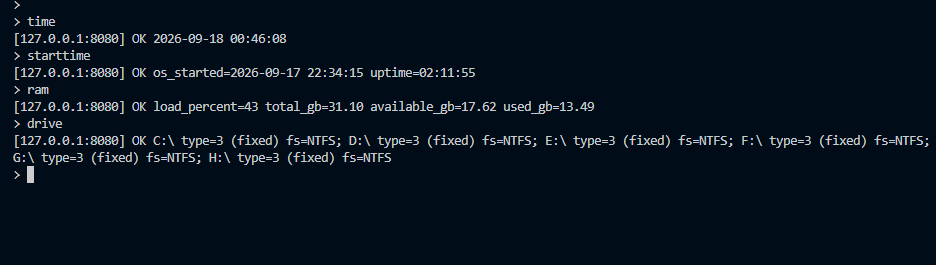 >
> time
[127.0.0.1:8080] OK 2026-09-18 00:46:08
> starttime
[127.0.0.1:8080] OK os_started=2026-09-17 22:34:15 uptime=02:11:55
> ram
[127.0.0.1:8080] OK load_percent=43 total_gb=31.10 available_gb=17.62 used_gb=13.49
> drive
[127.0.0.1:8080] OK C:\ type=3 (fixed) fs=NTFS; D:\ type=3 (fixed) fs=NTFS; E:\ type=3 (fixed) fs=NTFS; F:\ type=3 (fixed) fs=NTFS;
G:\ type=3 (fixed) fs=NTFS; H:\ type=3 (fixed) fs=NTFS
>